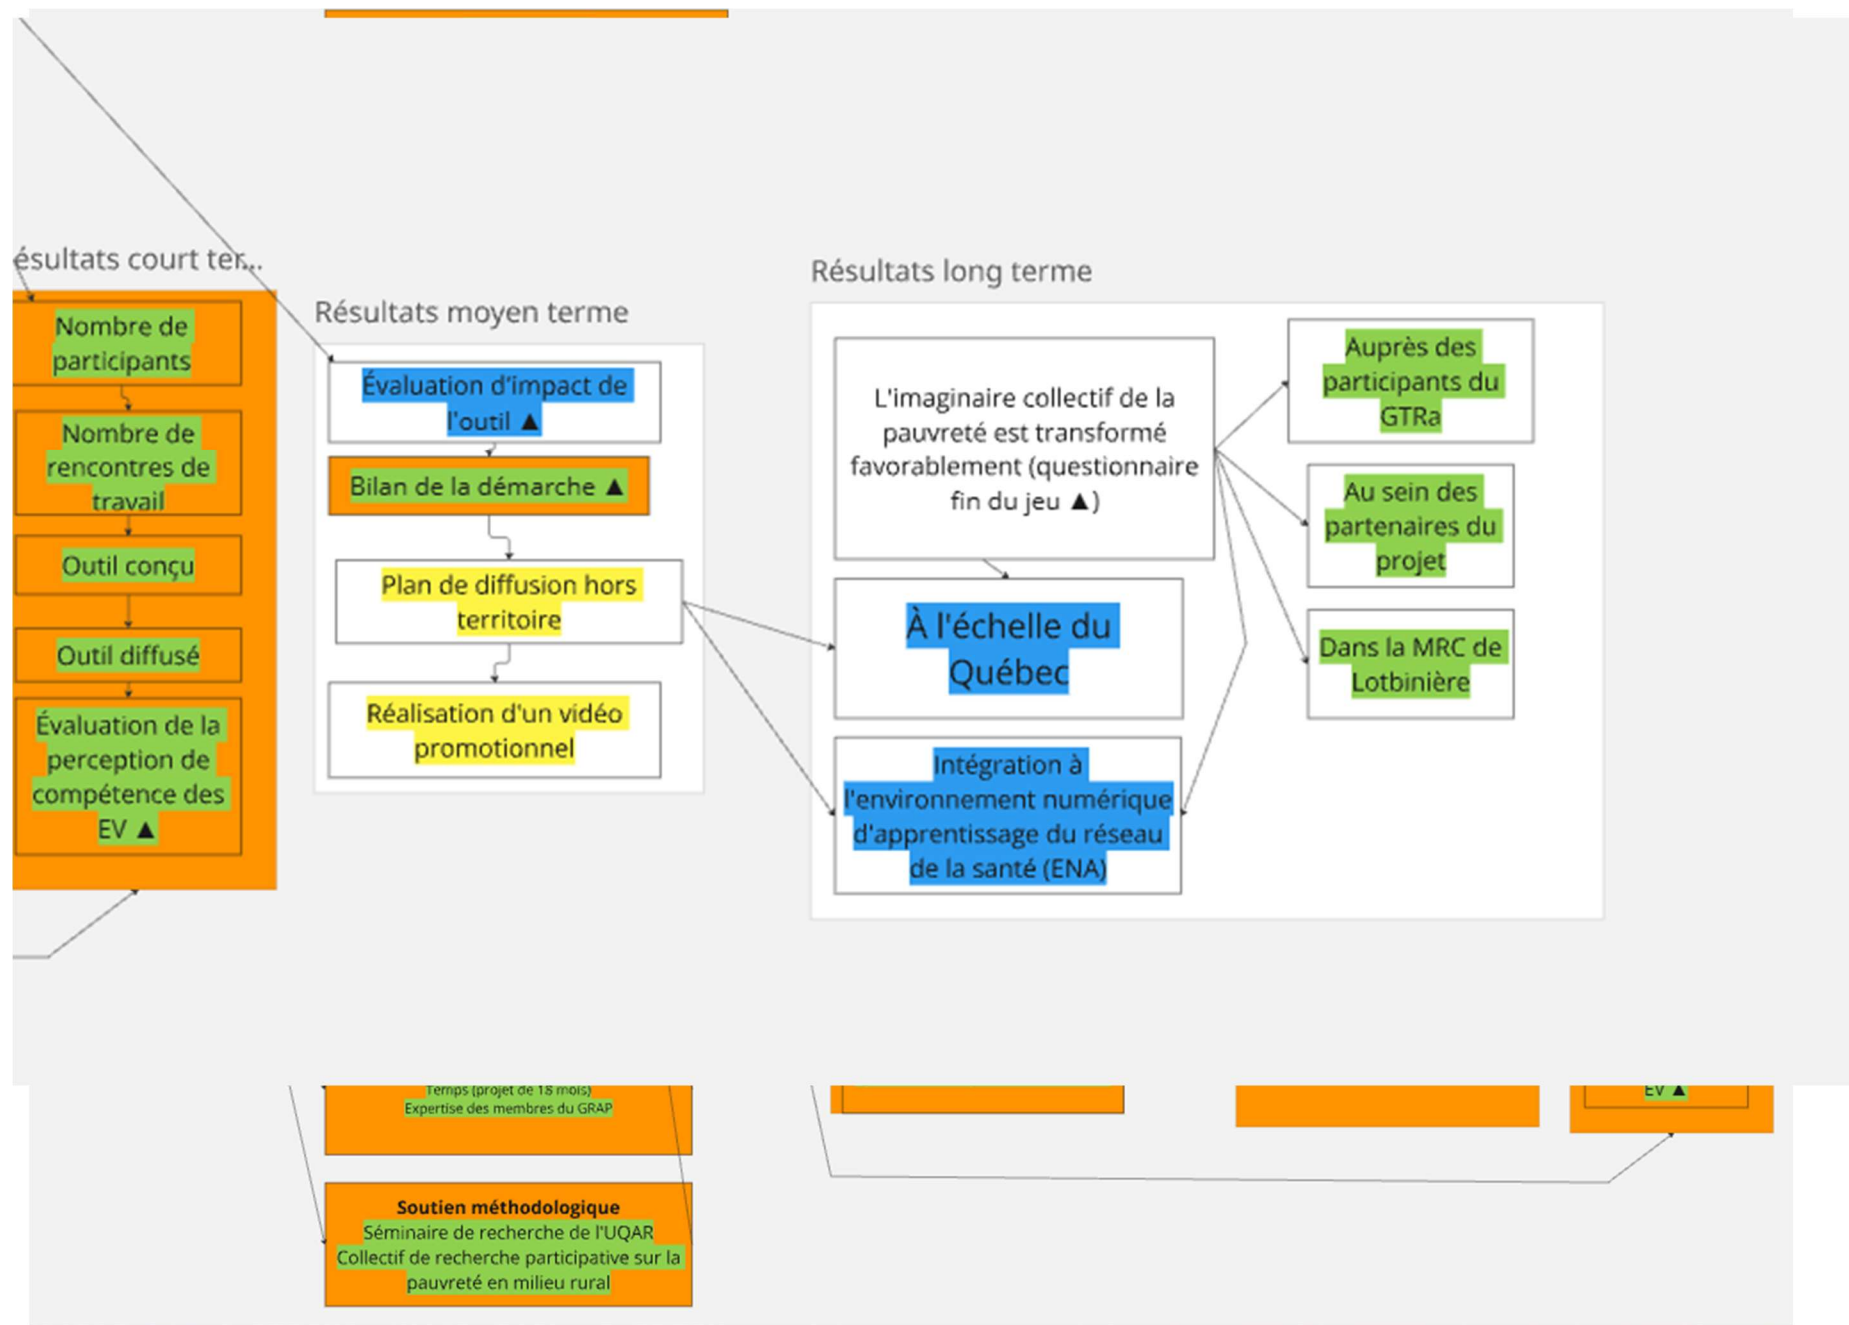 ésultats court ter...
Nombre de
participants
Nombre de
rencontres de
travail
Outil conçu
Outil diffusé
Évaluation de la
perception de
compétence des
EV ▲
Résultats moyen terme
Évaluation d'impact de
l'outil ▲
Bilan de la démarche ▲
Plan de diffusion hors
territoire
Réalisation d'un vidéo
promotionnel
Résultats long terme
L'imaginaire collectif de la
pauvreté est transformé
favorablement (questionnaire
fin du jeu ▲)
À l'échelle du
Québec
Intégration à
l'environnement numérique
d'apprentissage du réseau
de la santé (ENA)
Auprès des
participants du
GTRa
Au sein des
partenaires du
projet
Dans la MRC de
Lotbinière
Temps (projet de 18 mois)
Expertise des membres du GRAP
EV ▲
Soutien méthodologique
Séminaire de recherche de l'UQAR
Collectif de recherche participative sur la
pauvreté en milieu rural